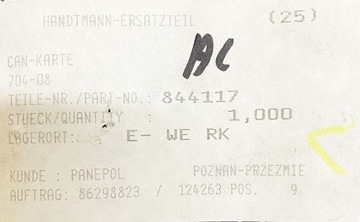 HANDTMANN-ERSATZTEIL (25)
AC
CAN-KARTE
704-08
TEILE-NR./PART-NO.: 844117
STUECK/QUANTITY : 1,000
LAGERORT: E- WE RK
KUNDE : PANEPOL POZNAN-PRZEZMIE
AUFTRAG: 86298823 / 124263 POS. 9